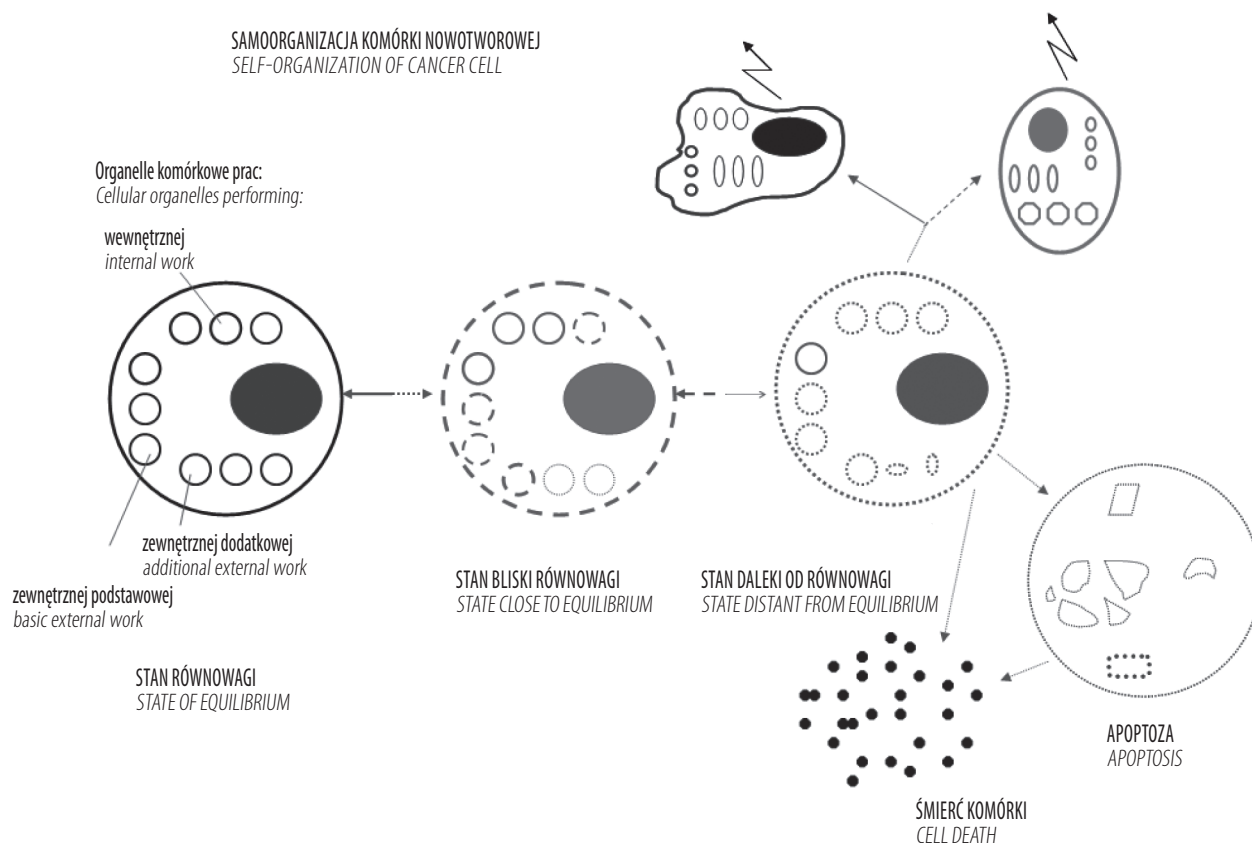 SAMOORGANIZACJA KOMÓRKI NOWOTWOROWEJ
SELF-ORGANIZATION OF CANCER CELL
Organelle komórkowe prac:
Cellular organelles performing:
wewnętrznej
internal work
zewnętrznej dodatkowej
additional external work
zewnętrznej podstawowej
basic external work
STAN RÓWNOWAGI
STATE OF EQUILIBRIUM
STAN BLISKI RÓWNOWAGI
STATE CLOSE TO EQUILIBRIUM
STAN DALEKI OD RÓWNOWAGI
STATE DISTANT FROM EQUILIBRIUM
APOPTOZA
APOPTOSIS
ŚMIERĆ KOMÓRKI
CELL DEATH